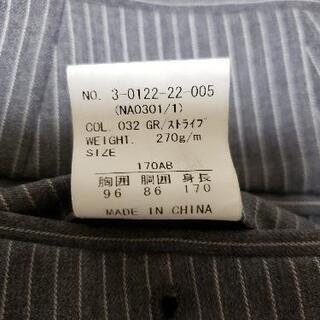 NO. 3-0122-22-005
(NA0301/1)
COL. 032 GR/ストライプ
WEIGHT. 270g/m
SIZE
170AB
胸囲 胴囲 身長
96 86 170
MADE IN CHINA